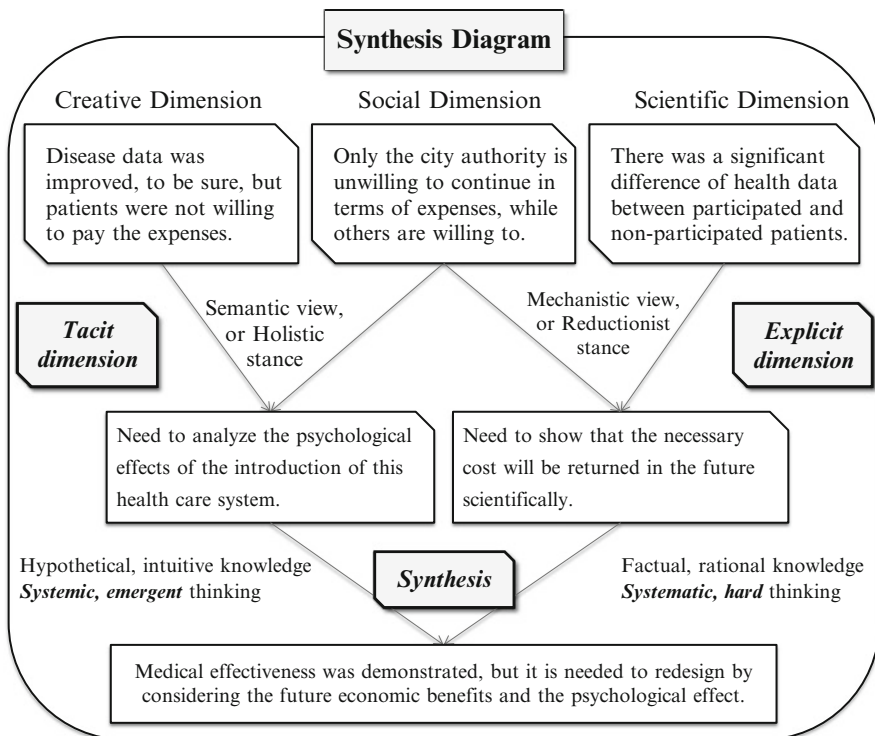 Synthesis Diagram
Creative Dimension
Social Dimension
Scientific Dimension
Disease data was
improved, to be sure, but
patients were not willing
to pay the expenses.
Only the city authority is
unwilling to continue in
terms of expenses, while
others are willing to.
There was a significant
difference of health data
between participated and
non-participated patients.
Tacit
dimension
Semantic view,
or Holistic
stance
Mechanistic view,
or Reductionist
stance
Explicit
dimension
Need to analyze the psychological
effects of the introduction of this
health care system.
Need to show that the necessary
cost will be returned in the future
scientifically.
Hypothetical, intuitive knowledge
Systemic, emergent thinking
Synthesis
Factual, rational knowledge
Systematic, hard thinking
Medical effectiveness was demonstrated, but it is needed to redesign by
considering the future economic benefits and the psychological effect.